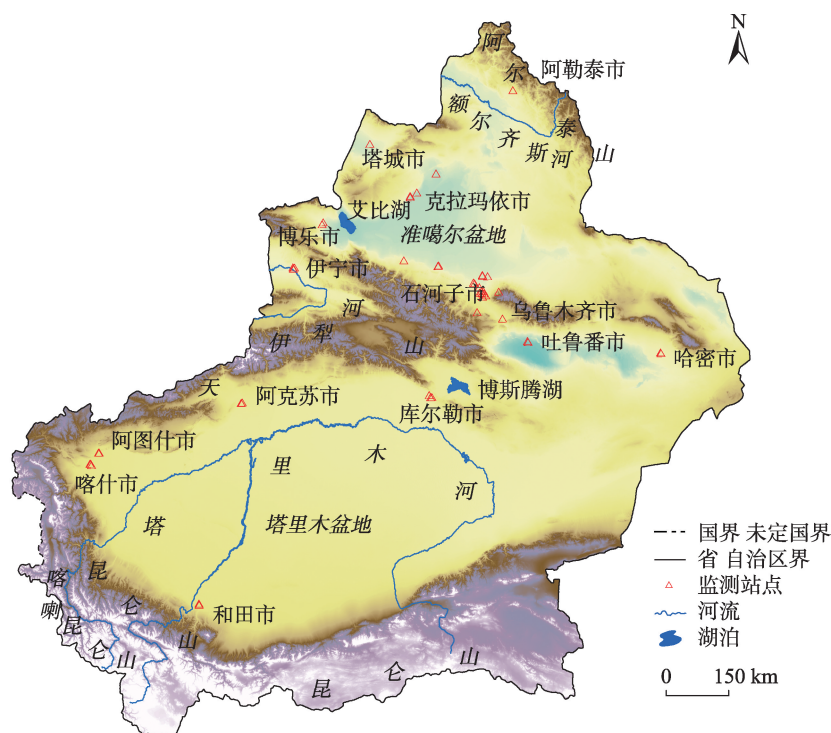 N
阿尔泰山
阿勒泰市
额尔齐斯河
塔城市
克拉玛依市
艾比湖
准噶尔盆地
博乐市
伊宁市
石河子市
乌鲁木齐市
伊犁河
吐鲁番市
哈密市
天山
博斯腾湖
阿克苏市
库尔勒市
阿图什市
喀什市
塔里木河
塔里木盆地
喀喇昆仑山
昆仑山
和田市
昆仑山
国界 未定国界
省 自治区界
监测站点
河流
湖泊
0 150 km